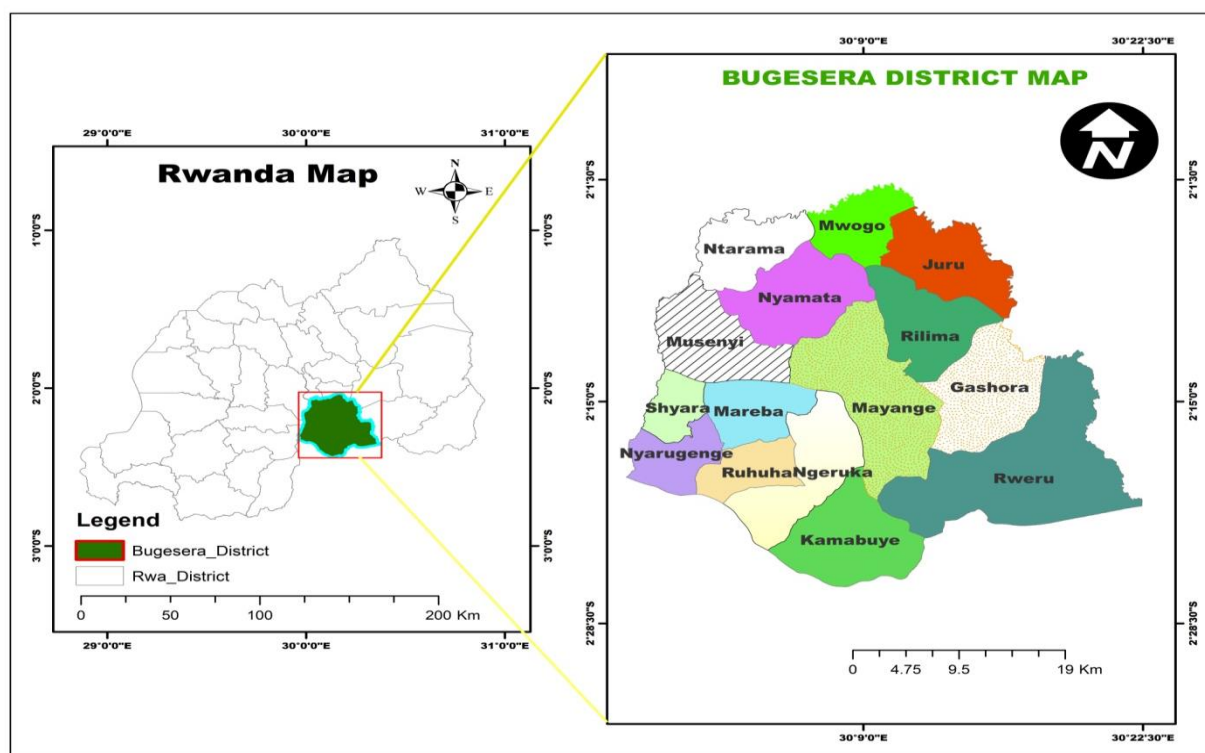 Rwanda Map
N
W E
S
29°0'0"E 30°0'0"E 31°0'0"E
1°0'0"S
2°0'0"S
3°0'0"S
1°0'0"S
2°0'0"S
3°0'0"S
Legend
Bugesera_District
Rwa_District
0 50 100 200 Km
29°0'0"E 30°0'0"E 31°0'0"E
30°9'0"E 30°22'30"E
BUGESERA DISTRICT MAP
N
2°1'30"S
2°15'0"S
2°28'30"S
2°1'30"S
2°15'0"S
2°28'30"S
Mwogo
Ntarama
Juru
Nyamata
Rilima
Musenyi
Gashora
Shyara
Mareba
Mayange
Nyarugenge
Ruhuha
Ngeruka
Rweru
Kamabuye
0 4.75 9.5 19 Km
30°9'0"E 30°22'30"E